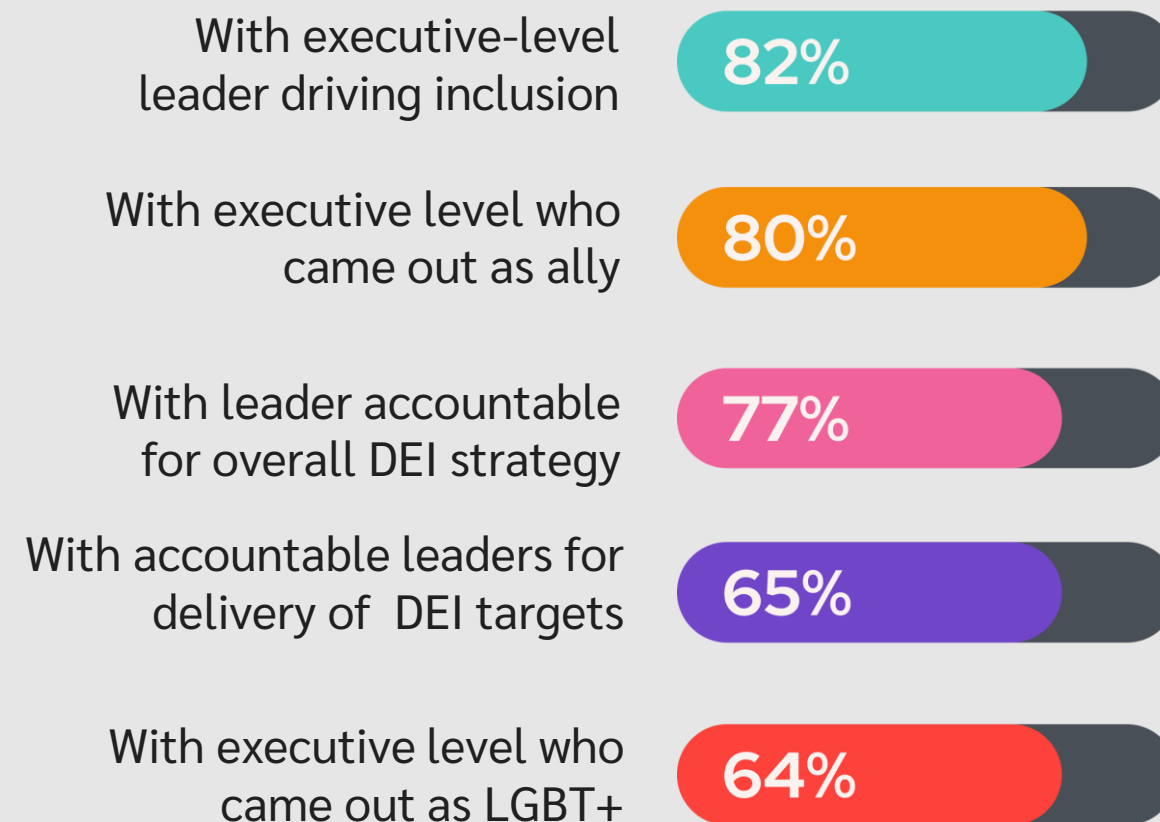 With executive-level
leader driving inclusion
82%
With executive level who
came out as ally
80%
With leader accountable
for overall DEI strategy
77%
With accountable leaders for
delivery of  DEI targets
65%
With executive level who
came out as LGBT+
64%